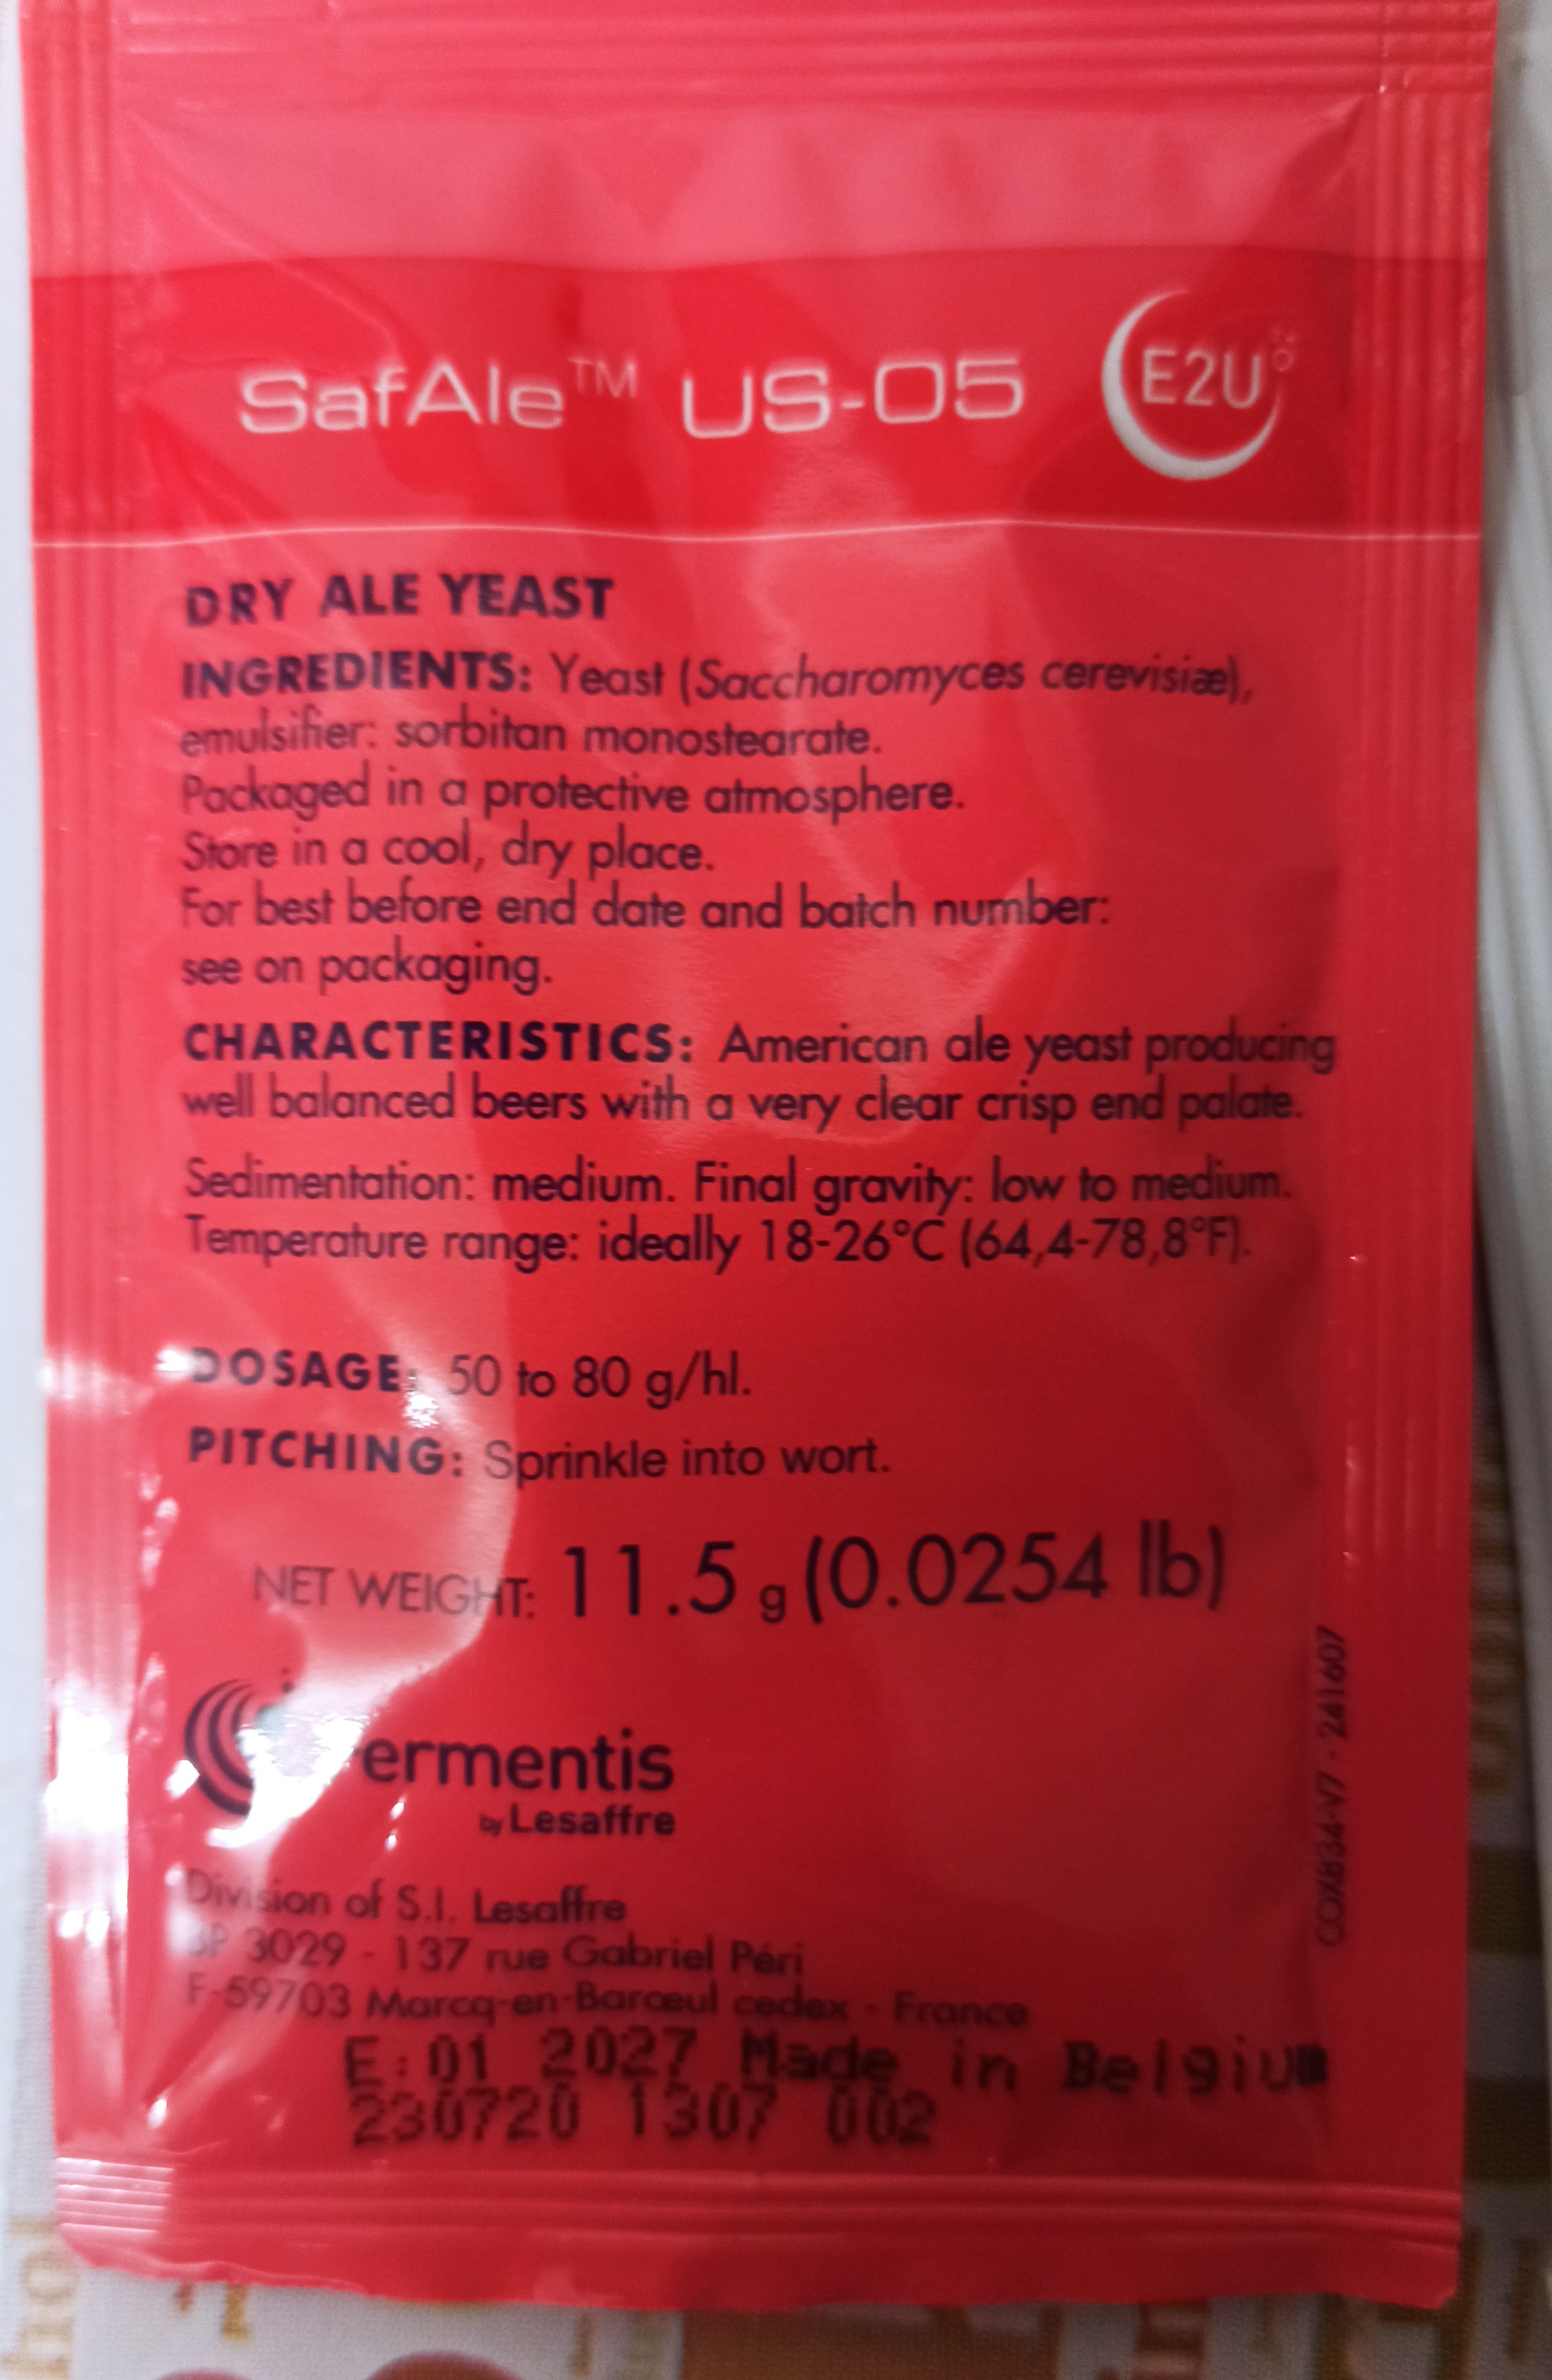 SafAle™ US-05 E2U
DRY ALE YEAST
INGREDIENTS: Yeast (Saccharomyces cerevisiæ),
emulsifier: sorbitan monostearate.
Packaged in a protective atmosphere.
Store in a cool, dry place.
For best before end date and batch number:
see on packaging.
CHARACTERISTICS: American ale yeast producing
well balanced beers with a very clear crisp end palate.
Sedimentation: medium. Final gravity: low to medium.
Temperature range: ideally 18-26°C (64,4-78,8°F).
DOSAGE: 50 to 80 g/hl.
PITCHING: Sprinkle into wort.
NET WEIGHT: 11.5 g (0.0254 lb)
fermentis
by Lesaffre
Division of S.I. Lesaffre
BP 3029 - 137 rue Gabriel Péri
F-59703 Marcq-en-Barœul cedex - France
E:01 2027 Made in Belgium
230720 1307 002
COX834-V7 - 241607